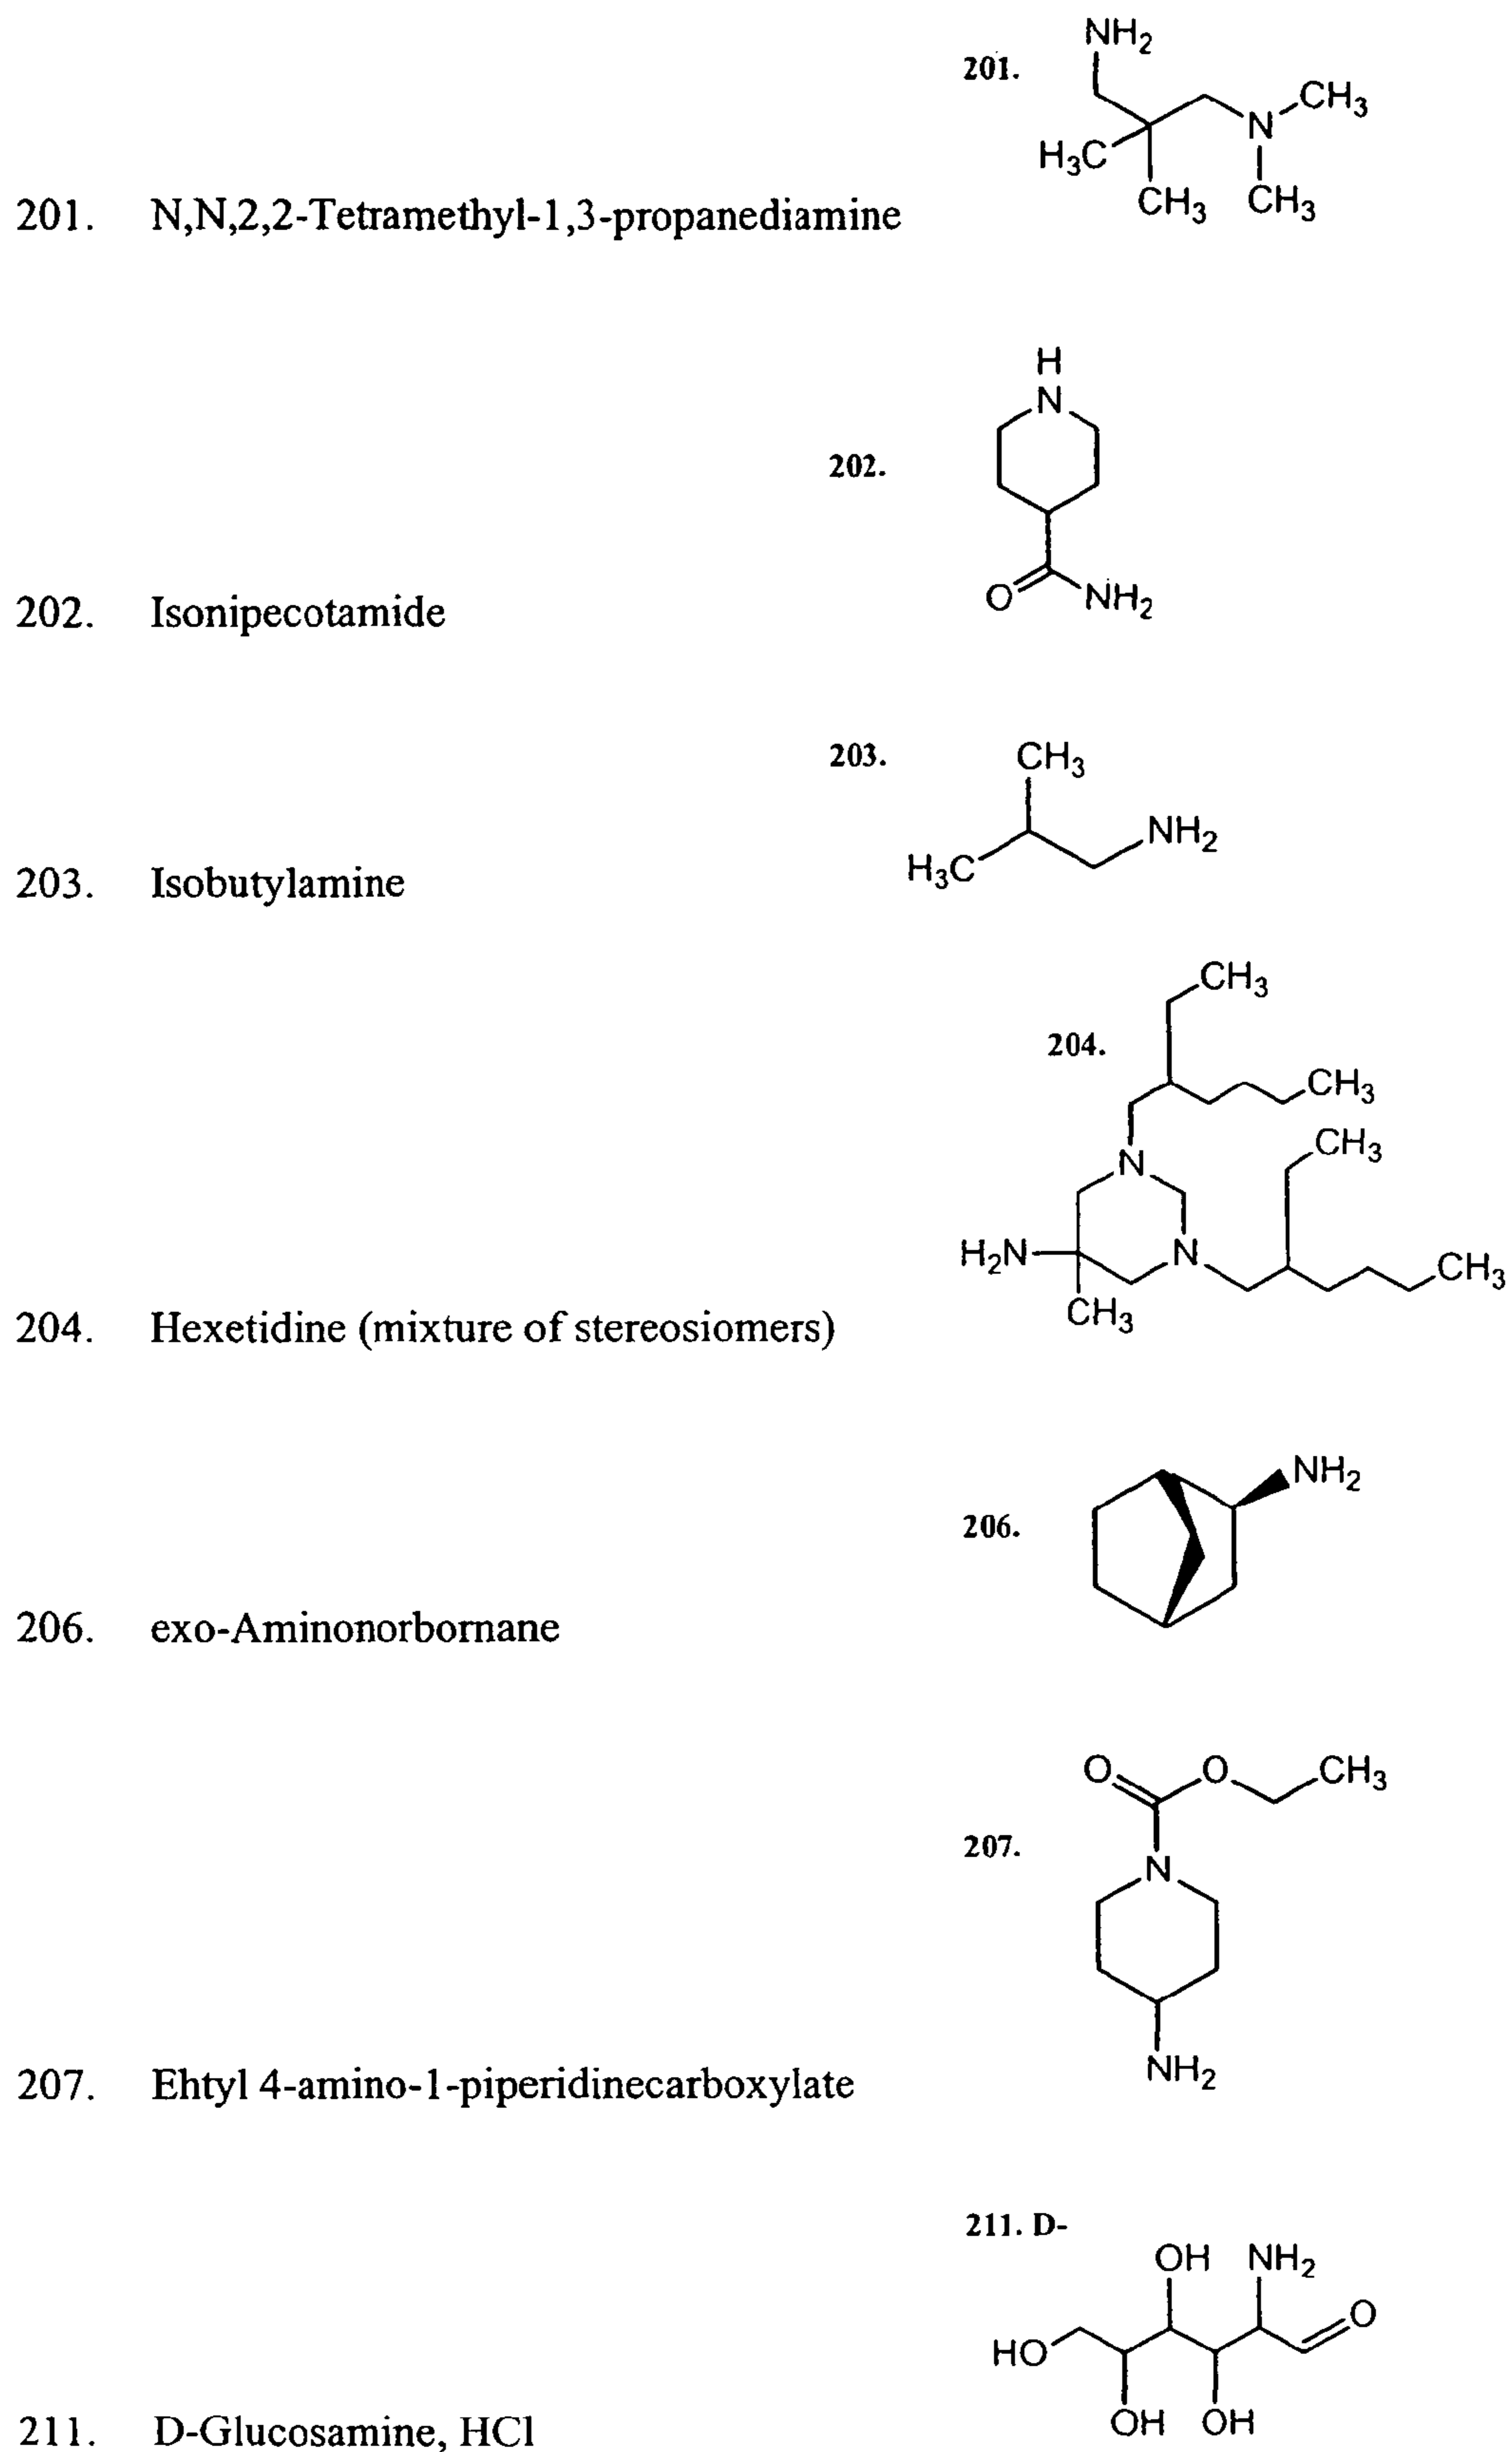 NH2
201.
CH3
N
H3C
CH3 CH3
201. N,N,2,2-Tetramethyl-1,3-propanediamine
H
N
202.
O NH2
202. Isonipecotamide
203. CH3
NH2
H3C
203. Isobutylamine
CH3
204.
CH3
CH3
N
H2N N
CH3
CH3
204. Hexetidine (mixture of stereosiomers)
NH2
206.
206. exo-Aminonorbornane
O O CH3
207.
N
NH2
207. Ehtyl 4-amino-1-piperidinecarboxylate
211. D-
OH NH2
O
HO
OH OH
211. D-Glucosamine, HCl